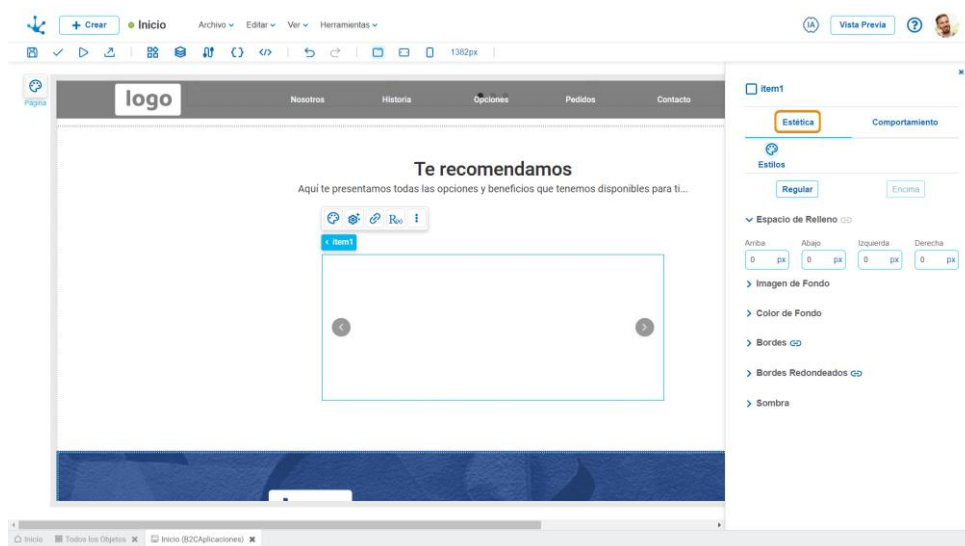 + Crear
Inicio
Archivo
Editar
Ver
Herramientas
IA
Vista Previa
?
1382px
Página
logo
Nosotros
Historia
Opciones
Pedidos
Contacto
Te recomendamos
Aquí te presentamos todas las opciones y beneficios que tenemos disponibles para ti...
item1
item1
Estética
Comportamiento
Estilos
Regular
Encima
Espacio de Relleno
Arriba
Abajo
Izquierda
Derecha
0 px
0 px
0 px
0 px
Imagen de Fondo
Color de Fondo
Bordes
Bordes Redondeados
Sombra
Inicio
Todos los Objetos
Inicio (B2CAplicaciones)